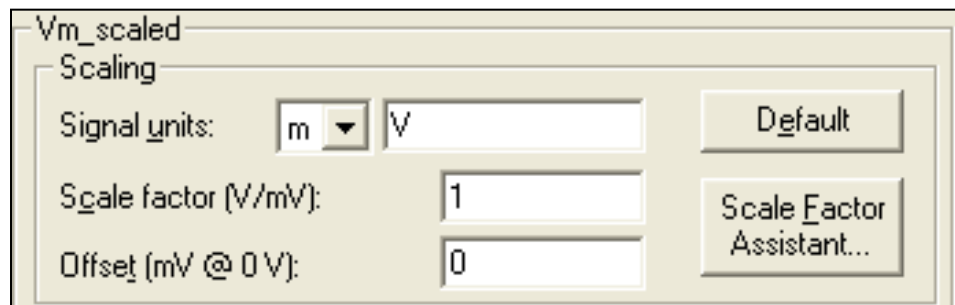 Vm_scaled
Scaling
Signal units: m V Default
Scale factor (V/mV): 1 Scale Factor Assistant...
Offset (mV @ 0 V): 0